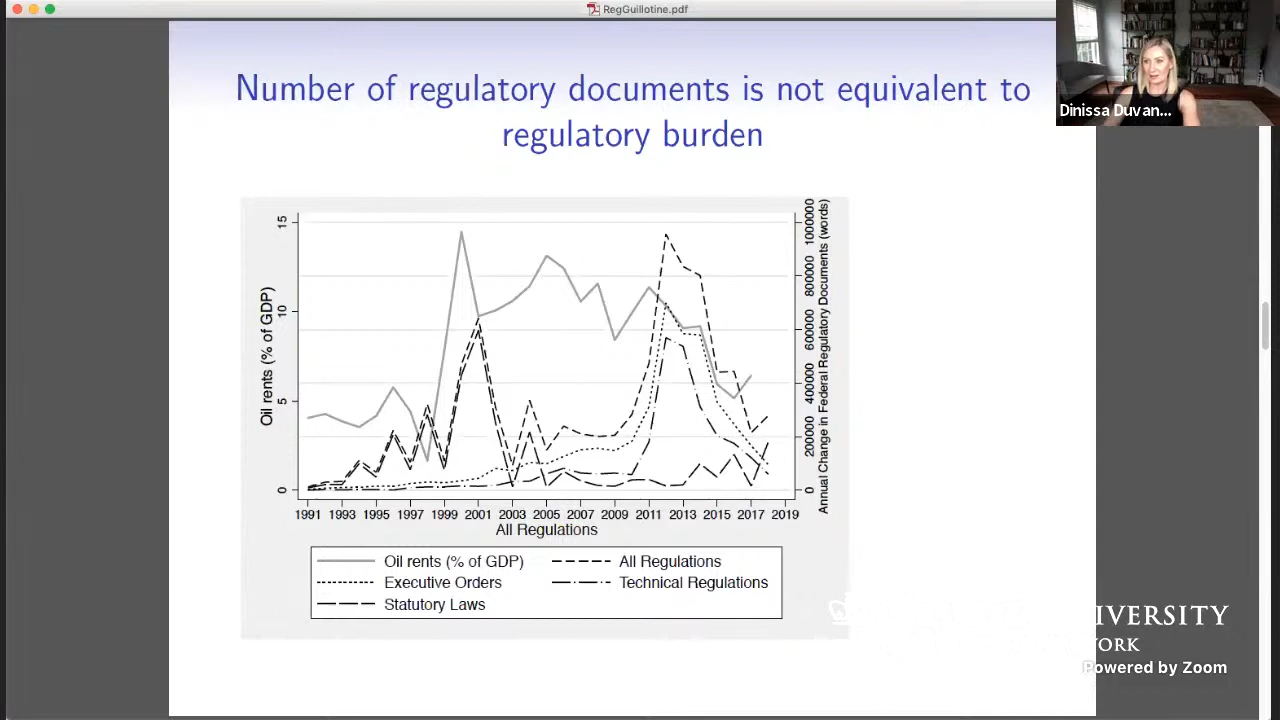 RegGuillotine.pdf
Number of regulatory documents is not equivalent to
regulatory burden
Dinissa Duvan...
15
10
5
0
Oil rents (% of GDP)
1000000
800000
600000
400000
200000
0
Annual Change in Federal Regulatory Documents (words)
1991 1993 1995 1997 1999 2001 2003 2005 2007 2009 2011 2013 2015 2017 2019
All Regulations
Oil rents (% of GDP) All Regulations
Executive Orders Technical Regulations
Statutory Laws
IVERSITY
ORK
Powered by Zoom